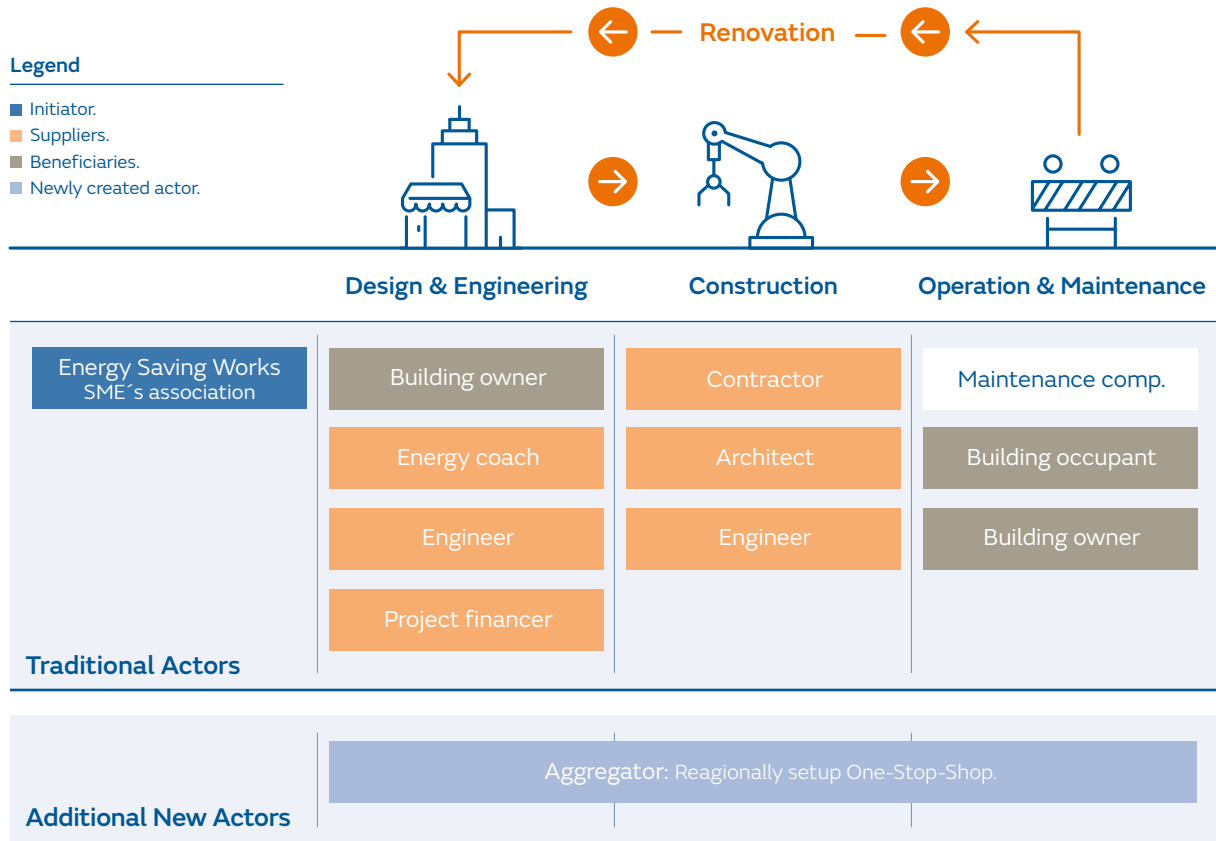 Renovation
Legend
Initiator.
Suppliers.
Beneficiaries.
Newly created actor.
Design & Engineering
Construction
Operation & Maintenance
Energy Saving Works
SME´s association
Building owner
Contractor
Maintenance comp.
Energy coach
Architect
Building occupant
Engineer
Engineer
Building owner
Project financer
Traditional Actors
Aggregator: Reagionally setup One-Stop-Shop.
Additional New Actors